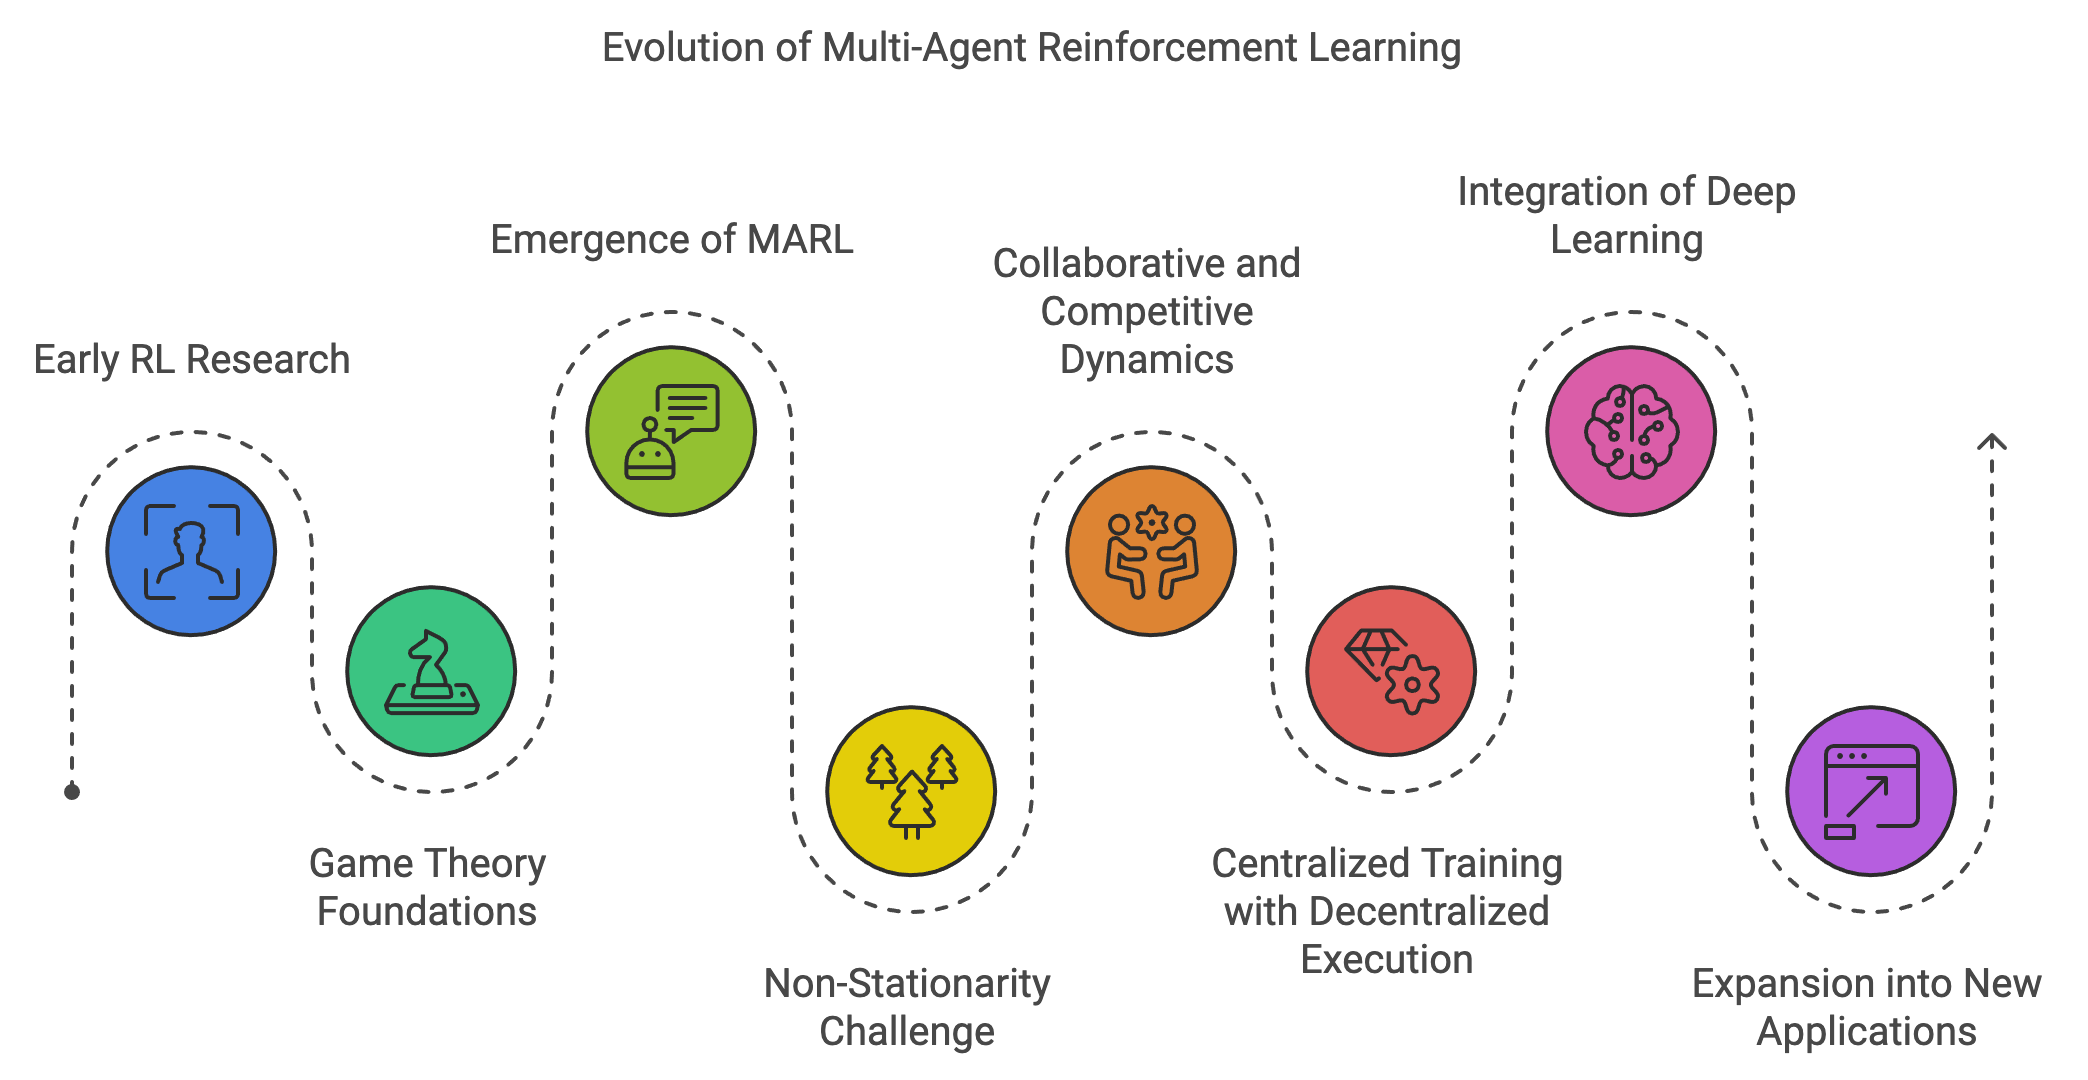 Evolution of Multi-Agent Reinforcement Learning
Early RL Research
Game Theory
Foundations
Emergence of MARL
Non-Stationarity
Challenge
Collaborative and
Competitive
Dynamics
Centralized Training
with Decentralized
Execution
Integration of Deep
Learning
Expansion into New
Applications